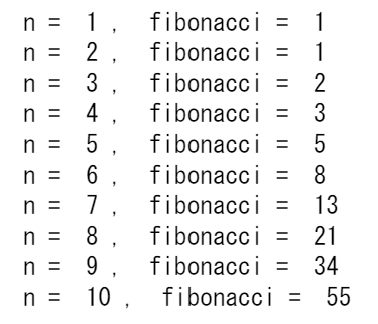 n =  1 ,  fibonacci =  1
n =  2 ,  fibonacci =  1
n =  3 ,  fibonacci =  2
n =  4 ,  fibonacci =  3
n =  5 ,  fibonacci =  5
n =  6 ,  fibonacci =  8
n =  7 ,  fibonacci =  13
n =  8 ,  fibonacci =  21
n =  9 ,  fibonacci =  34
n =  10 ,  fibonacci =  55